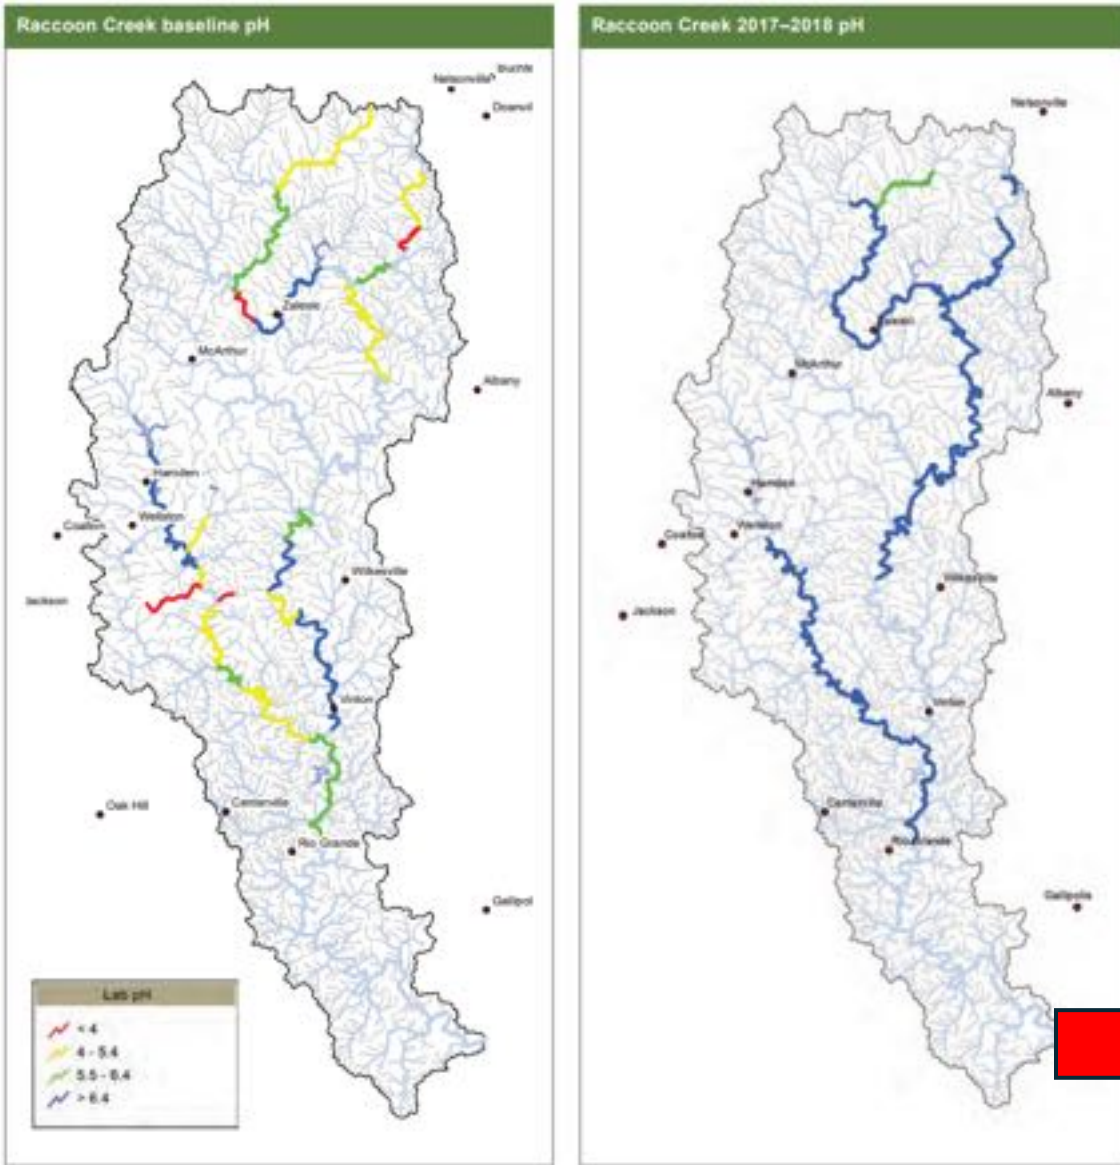 Raccoon Creek baseline pH
Nelsonville
Zaleski
McArthur
Albany
Hamden
Wellston
Coalton
Wilkesville
Jackson
Vinton
Oak Hill
Centerville
Rio Grande
Gallipol
Lab pH
< 4
4 - 5.4
5.5 - 6.4
> 6.4
Raccoon Creek 2017–2018 pH
Nelsonville
McArthur
Albany
Hamden
Wellston
Coalton
Wilkesville
Jackson
Vinton
Centerville
Rio Grande
Gallipolis